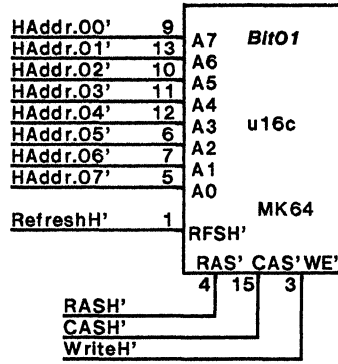 HAddr.00' 9 A7 Bit01
HAddr.01' 13 A6
HAddr.02' 10 A5
HAddr.03' 11 A4
HAddr.04' 12 A3 u16c
HAddr.05' 6 A2
HAddr.06' 7 A1
HAddr.07' 5 A0
MK64
RefreshH' 1 RFSH'
RAS' CAS' WE'
4 15 3
RASH'
CASH'
WriteH'